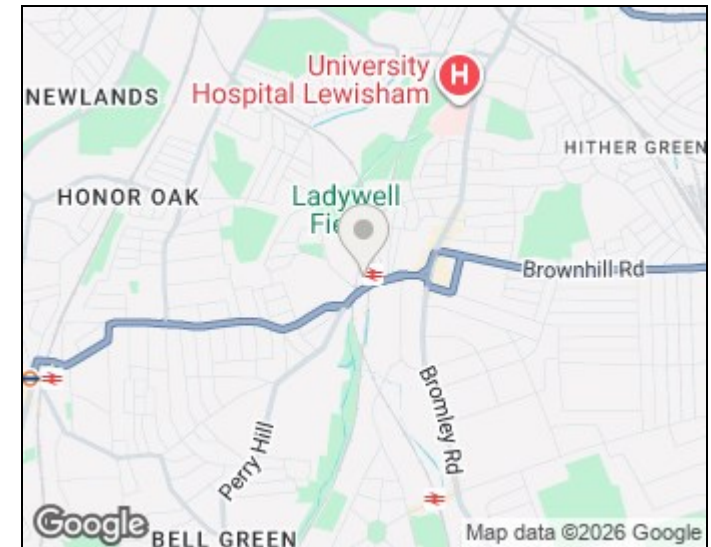 University
Hospital Lewisham
H
NEWLANDS
HITHER GREEN
HONOR OAK
Ladywell
Fie
Brownhill Rd
Bromley Rd
Perry Hill
Google
BELL GREEN
Map data ©2026 Google